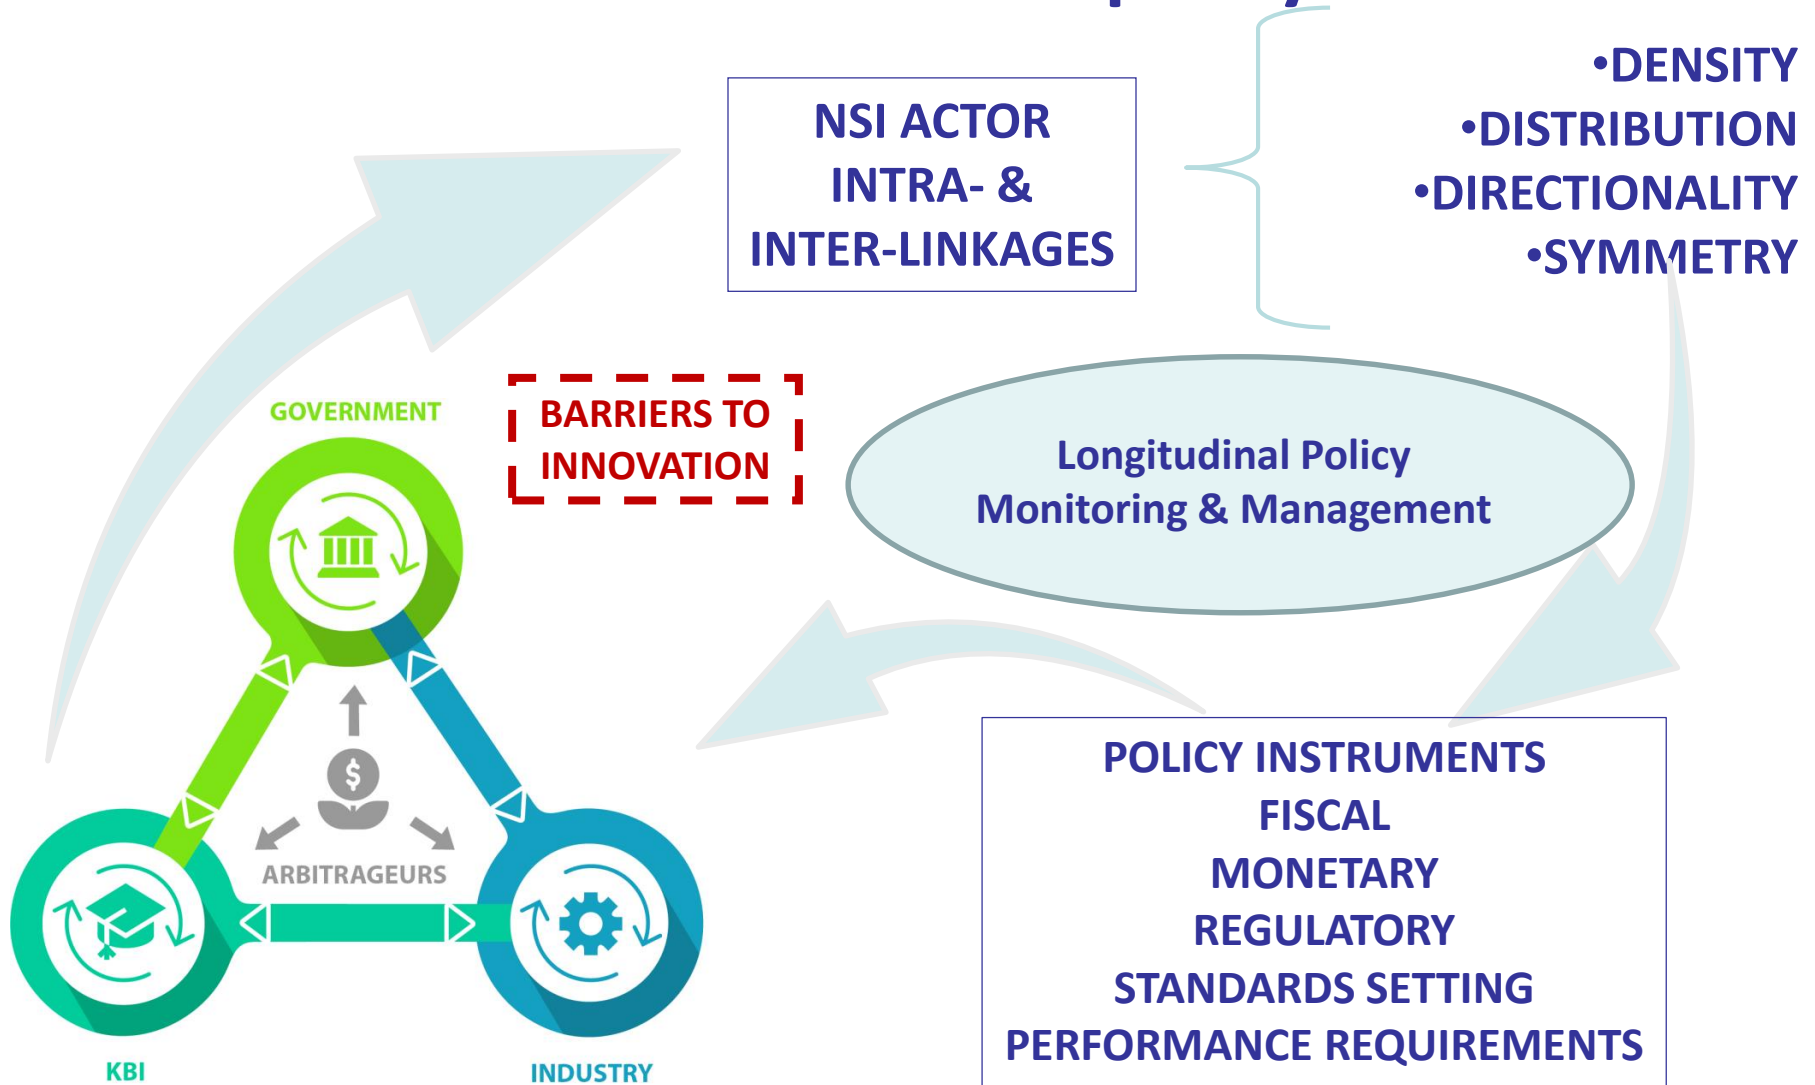 •DENSITY
•DISTRIBUTION
•DIRECTIONALITY
•SYMMETRY
NSI ACTOR
INTRA- &
INTER-LINKAGES
BARRIERS TO
INNOVATION
Longitudinal Policy
Monitoring & Management
GOVERNMENT
$
ARBITRAGEURS
KBI
INDUSTRY
POLICY INSTRUMENTS
FISCAL
MONETARY
REGULATORY
STANDARDS SETTING
PERFORMANCE REQUIREMENTS